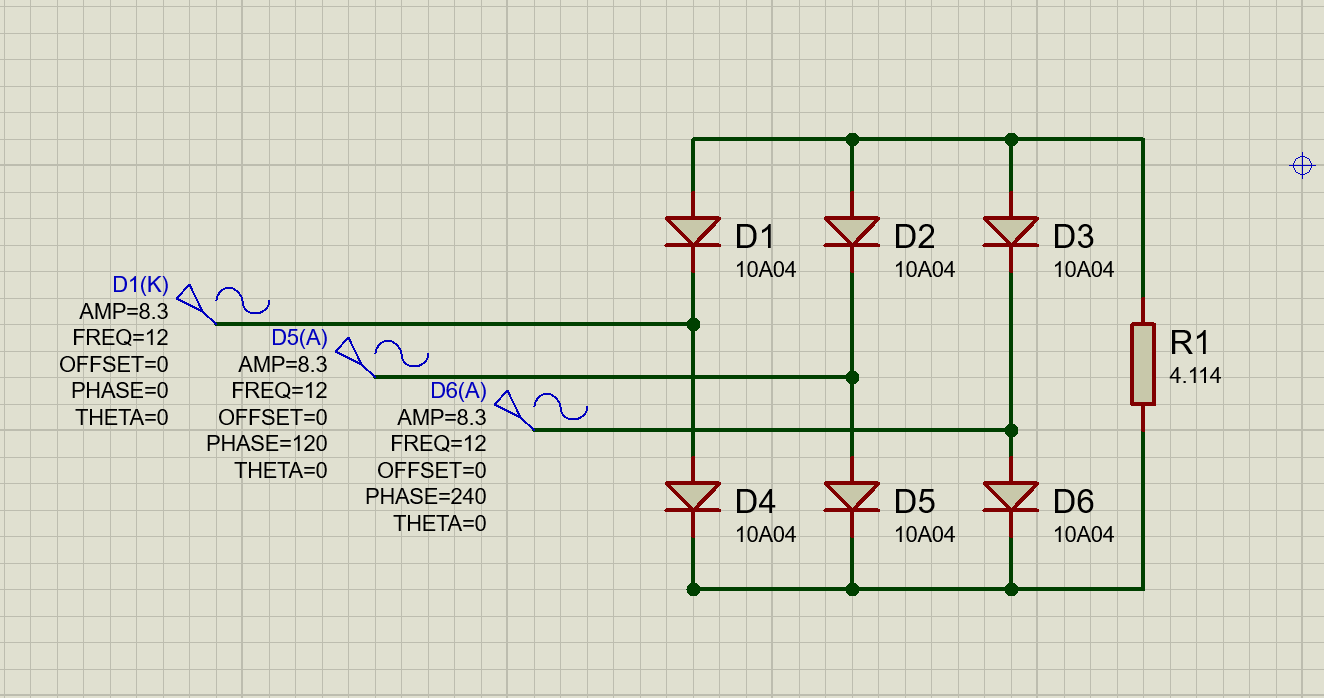 D1
10A04
D2
10A04
D3
10A04
D1(K)
AMP=8.3
FREQ=12
OFFSET=0
PHASE=0
THETA=0
D5(A)
AMP=8.3
FREQ=12
OFFSET=0
PHASE=120
THETA=0
D6(A)
AMP=8.3
FREQ=12
OFFSET=0
PHASE=240
THETA=0
R1
4.114
D4
10A04
D5
10A04
D6
10A04